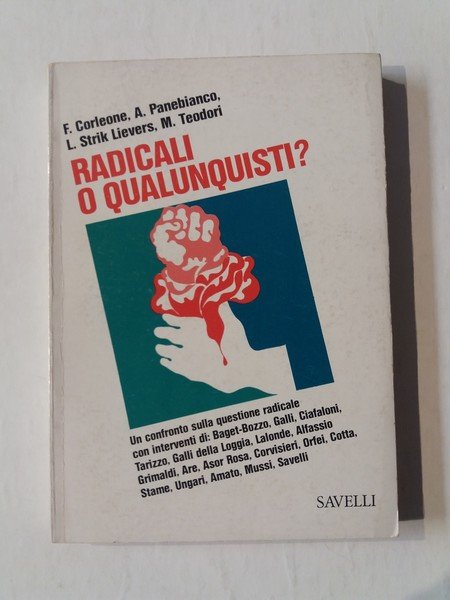 F. Corleone, A. Panebianco,
L. Strik Lievers, M. Teodori
RADICALI
O QUALUNQUISTI?
Un confronto sulla questione radicale
con interventi di: Baget-Bozzo, Galli, Ciafaloni,
Tarizzo, Galli della Loggia, Lalonde, Alfassio
Grimaldi, Are, Asor Rosa, Corvisieri, Orfei, Cotta,
Stame, Ungari, Amato, Mussi, Savelli
SAVELLI